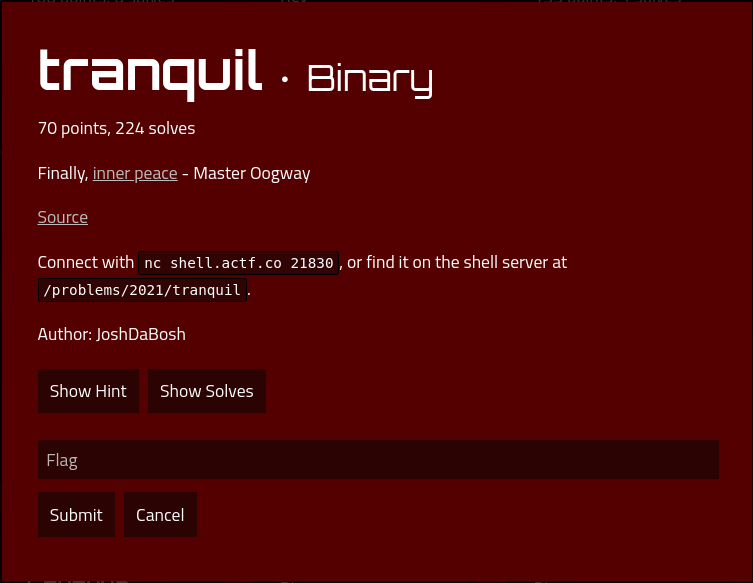 tranquil · Binary
70 points, 224 solves
Finally, inner peace - Master Oogway
Source
Connect with nc shell.actf.co 21830, or find it on the shell server at
/problems/2021/tranquil.
Author: JoshDaBosh
Show Hint Show Solves
Flag
Submit Cancel